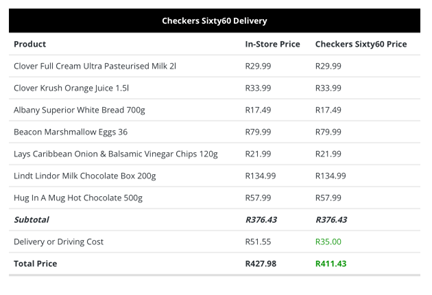 Checkers Sixty60 Delivery
Product In-Store Price Checkers Sixty60 Price
Clover Full Cream Ultra Pasteurised Milk 2l R29.99 R29.99
Clover Krush Orange Juice 1.5l R33.99 R33.99
Albany Superior White Bread 700g R17.49 R17.49
Beacon Marshmallow Eggs 36 R79.99 R79.99
Lays Caribbean Onion & Balsamic Vinegar Chips 120g R21.99 R21.99
Lindt Lindor Milk Chocolate Box 200g R134.99 R134.99
Hug In A Mug Hot Chocolate 500g R57.99 R57.99
Subtotal R376.43 R376.43
Delivery or Driving Cost R51.55 R35.00
Total Price R427.98 R411.43